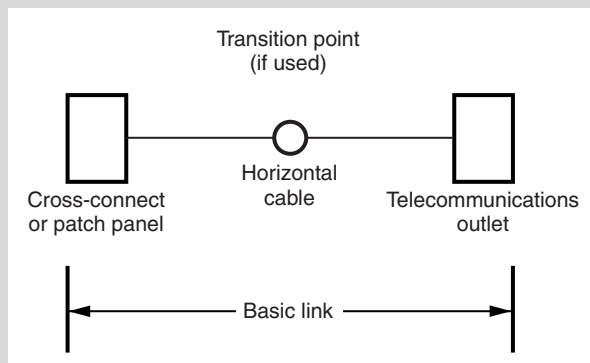 Transition point
(if used)
Horizontal
cable
Cross-connect
or patch panel
Telecommunications
outlet
Basic link